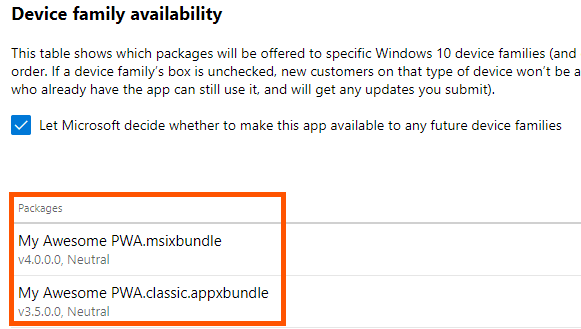 Device family availability
This table shows which packages will be offered to specific Windows 10 device families (and
order. If a device family's box is unchecked, new customers on that type of device won't be a
who already have the app can still use it, and will get any updates you submit).
Let Microsoft decide whether to make this app available to any future device families
Packages
My Awesome PWA.msixbundle
v4.0.0.0, Neutral
My Awesome PWA.classic.appxbundle
v3.5.0.0, Neutral